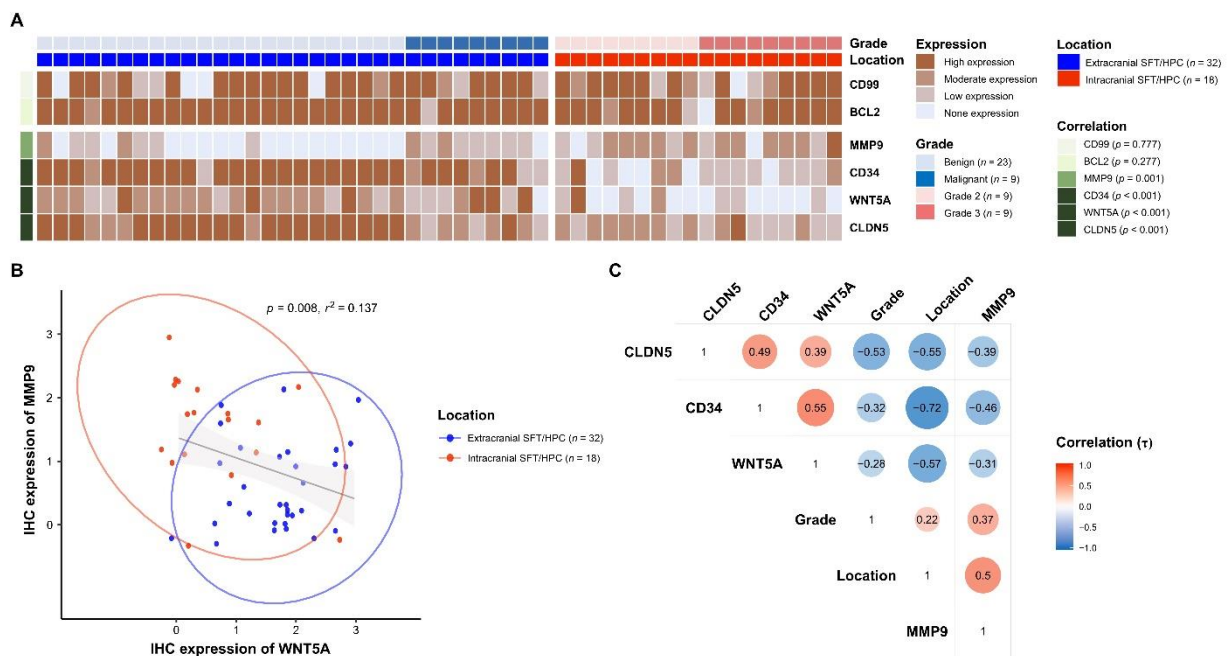 A
Grade
Location
CD99
BCL2
MMP9
CD34
WNT5A
CLDN5
Expression
High expression
Moderate expression
Low expression
None expression
Grade
Benign (n = 23)
Malignant (n = 9)
Grade 2 (n = 9)
Grade 3 (n = 9)
Location
Extracranial SFT/HPC (n = 32)
Intracranial SFT/HPC (n = 18)
Correlation
CD99 (p = 0.777)
BCL2 (p = 0.277)
MMP9 (p = 0.001)
CD34 (p < 0.001)
WNT5A (p < 0.001)
CLDN5 (p < 0.001)
B
p = 0.008, r² = 0.137
IHC expression of MMP9
3
2
1
0
0 1 2 3
IHC expression of WNT5A
Location
Extracranial SFT/HPC (n = 32)
Intracranial SFT/HPC (n = 18)
C
CLDN5 CD34 WNT5A Grade Location MMP9
CLDN5 1 0.49 0.39 −0.53 −0.55 −0.39
CD34 1 0.55 −0.32 −0.72 −0.46
WNT5A 1 −0.28 −0.57 −0.31
Grade 1 0.22 0.37
Location 1 0.5
MMP9 1
Correlation (τ)
1.0
0.5
0.0
−0.5
−1.0